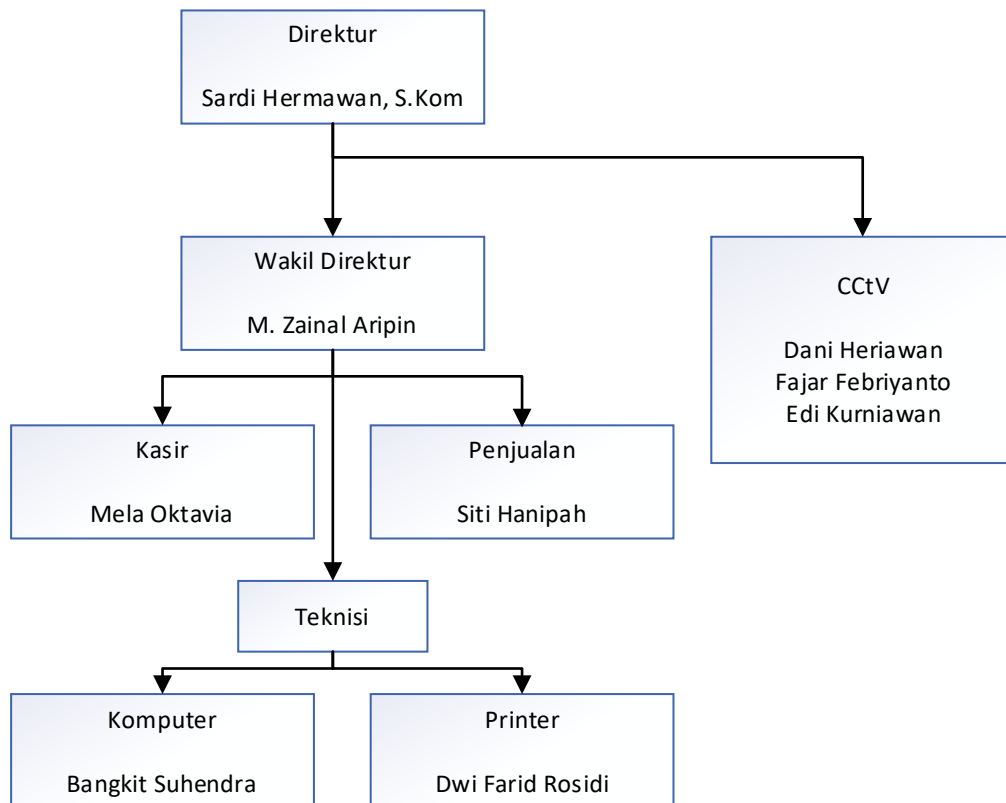 Direktur
Sardi Hermawan, S.Kom
Wakil Direktur
M. Zainal Aripin
CCtV
Dani Heriawan
Fajar Febriyanto
Edi Kurniawan
Kasir
Mela Oktavia
Penjualan
Siti Hanipah
Teknisi
Komputer
Bangkit Suhendra
Printer
Dwi Farid Rosidi